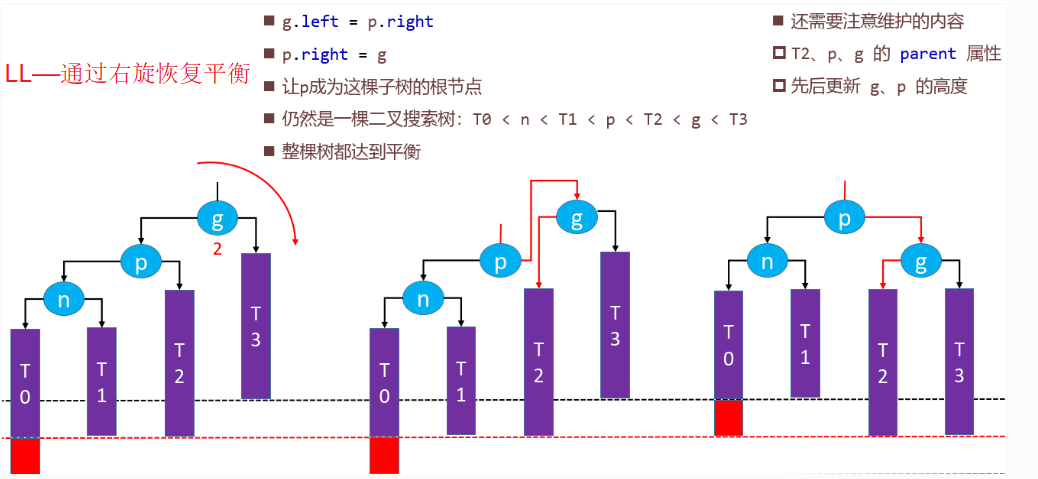 LL—通过右旋恢复平衡
g.left = p.right
p.right = g
让p成为这棵子树的根节点
仍然是一棵二叉搜索树：T0 < n < T1 < p < T2 < g < T3
整棵树都达到平衡
还需要注意维护的内容
T2、p、g 的 parent 属性
先后更新 g、p 的高度
g
2
p
n
T0
T1
T2
T3
g
p
n
T0
T1
T2
T3
p
n
g
T0
T1
T2
T3